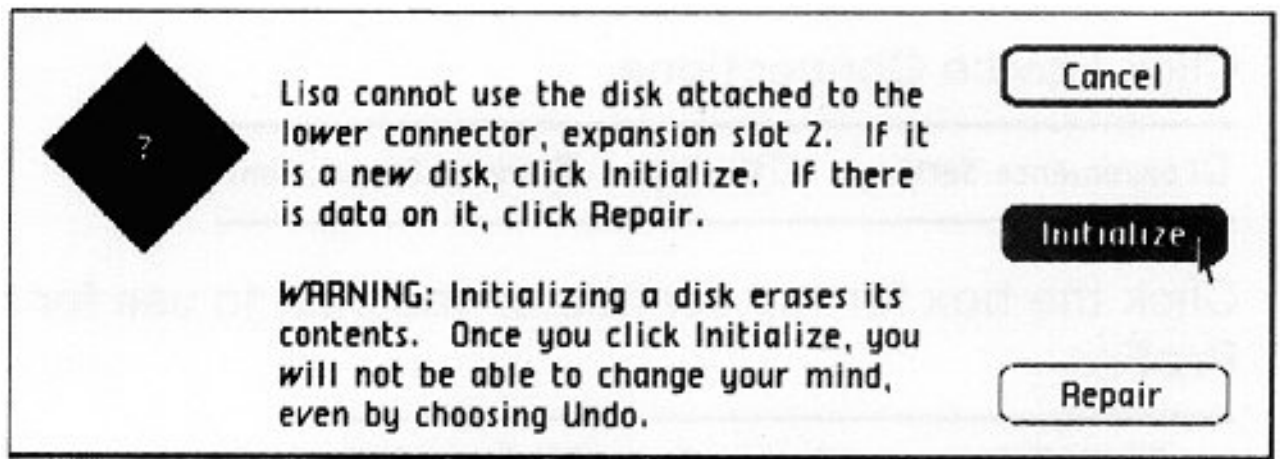 ?
Lisa cannot use the disk attached to the
lower connector, expansion slot 2.  If it
is a new disk, click Initialize.  If there
is data on it, click Repair.
WARNING: Initializing a disk erases its
contents.  Once you click Initialize, you
will not be able to change your mind,
even by choosing Undo.
Cancel
Initialize
Repair